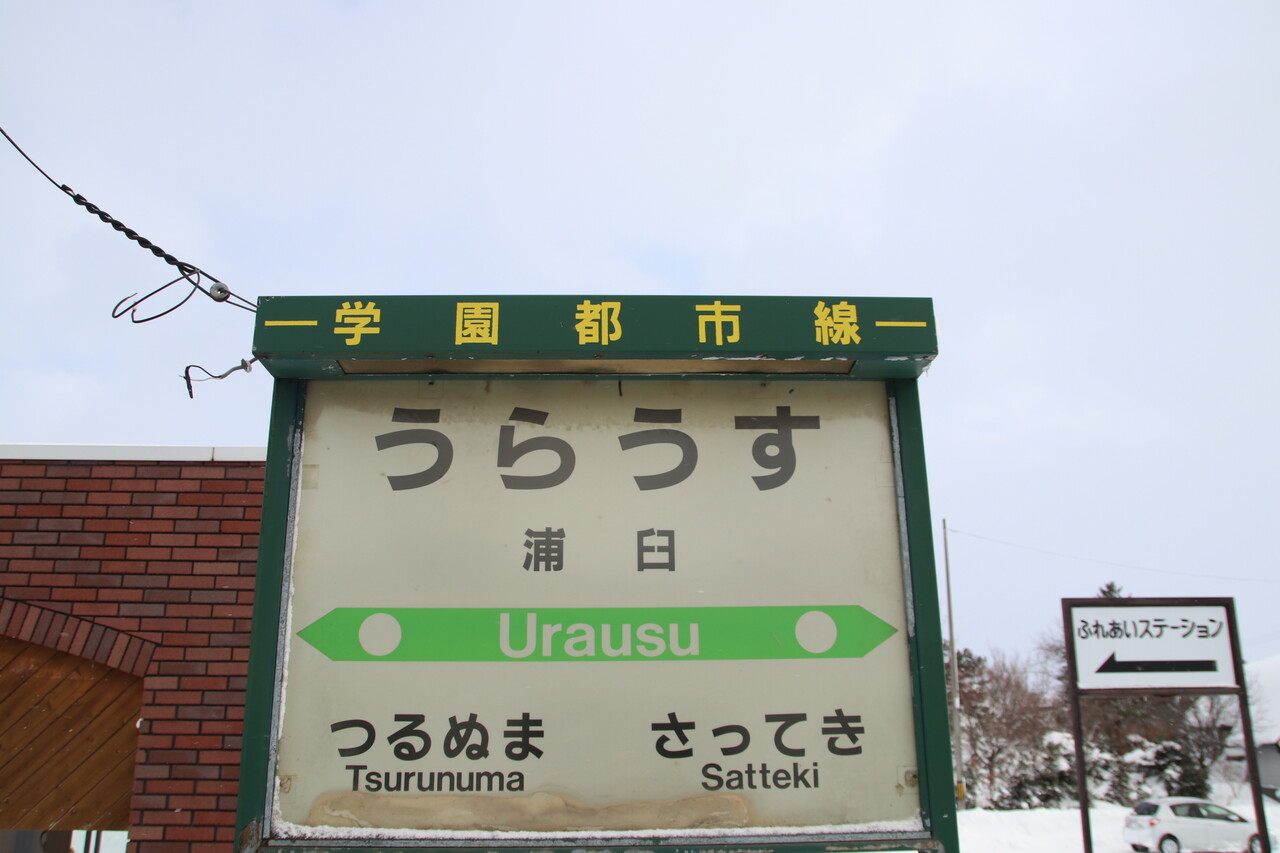 学園都市線
うらうす
浦臼
Urausu
つるぬま さってき
Tsurunuma Satteki
ふれあいステーション